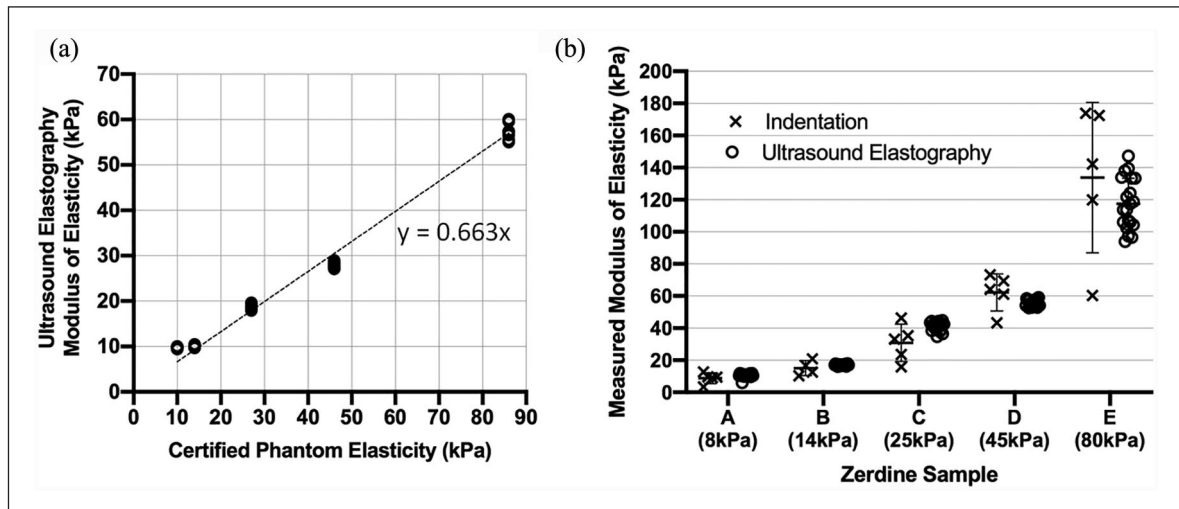 (a)
Ultrasound Elastography
Modulus of Elasticity (kPa)
70
60
50
40
30
20
10
0
y = 0.663x
0 10 20 30 40 50 60 70 80 90
Certified Phantom Elasticity (kPa)
(b)
Measured Modulus of Elasticity (kPa)
200
180
160
140
120
100
80
60
40
20
0
Indentation
Ultrasound Elastography
A B C D E
(8kPa) (14kPa) (25kPa) (45kPa) (80kPa)
Zerdine Sample